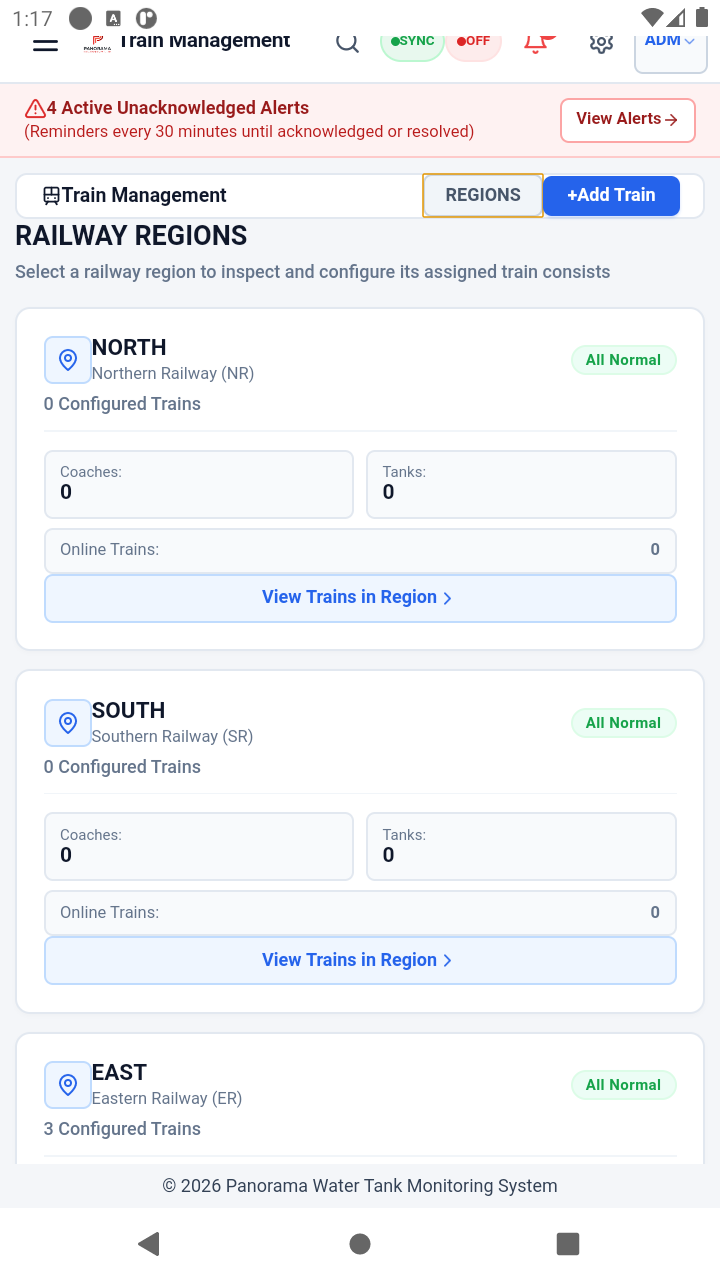 1:17
Train Management
SYNC
OFF
ADM
PANORAMA
4 Active Unacknowledged Alerts
(Reminders every 30 minutes until acknowledged or resolved)
View Alerts
Train Management
REGIONS
+Add Train
RAILWAY REGIONS
Select a railway region to inspect and configure its assigned train consists
NORTH
Northern Railway (NR)
All Normal
0 Configured Trains
Coaches:
0
Tanks:
0
Online Trains:
0
View Trains in Region
SOUTH
Southern Railway (SR)
All Normal
0 Configured Trains
Coaches:
0
Tanks:
0
Online Trains:
0
View Trains in Region
EAST
Eastern Railway (ER)
All Normal
3 Configured Trains
© 2026 Panorama Water Tank Monitoring System